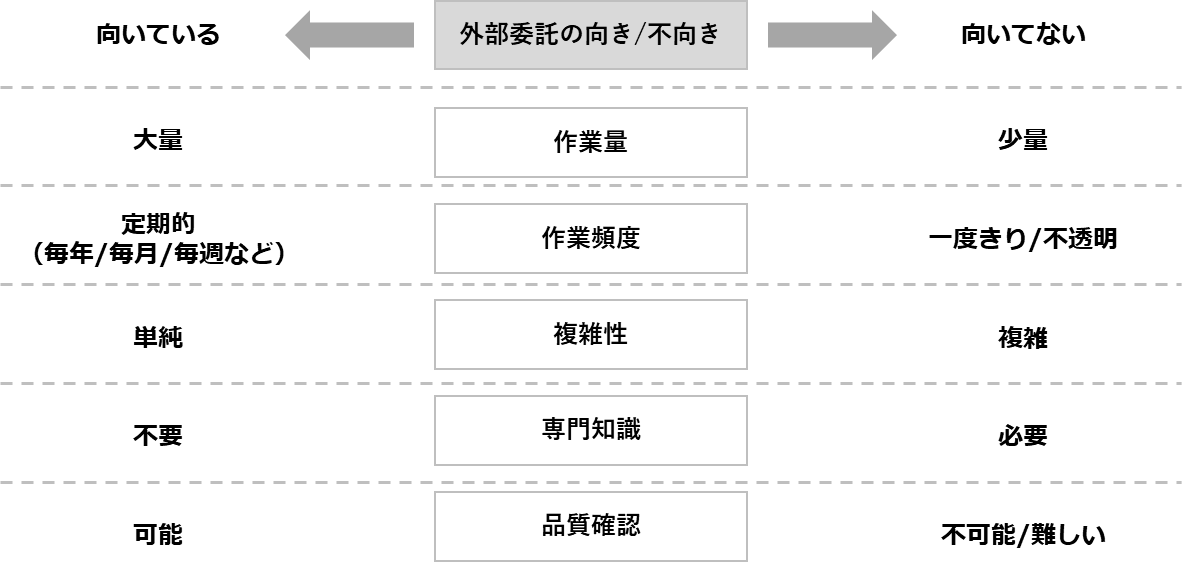 向いている
外部委託の向き/不向き
向いてない
大量
作業量
少量
定期的
（毎年/毎月/毎週など）
作業頻度
一度きり/不透明
単純
複雑性
複雑
不要
専門知識
必要
可能
品質確認
不可能/難しい